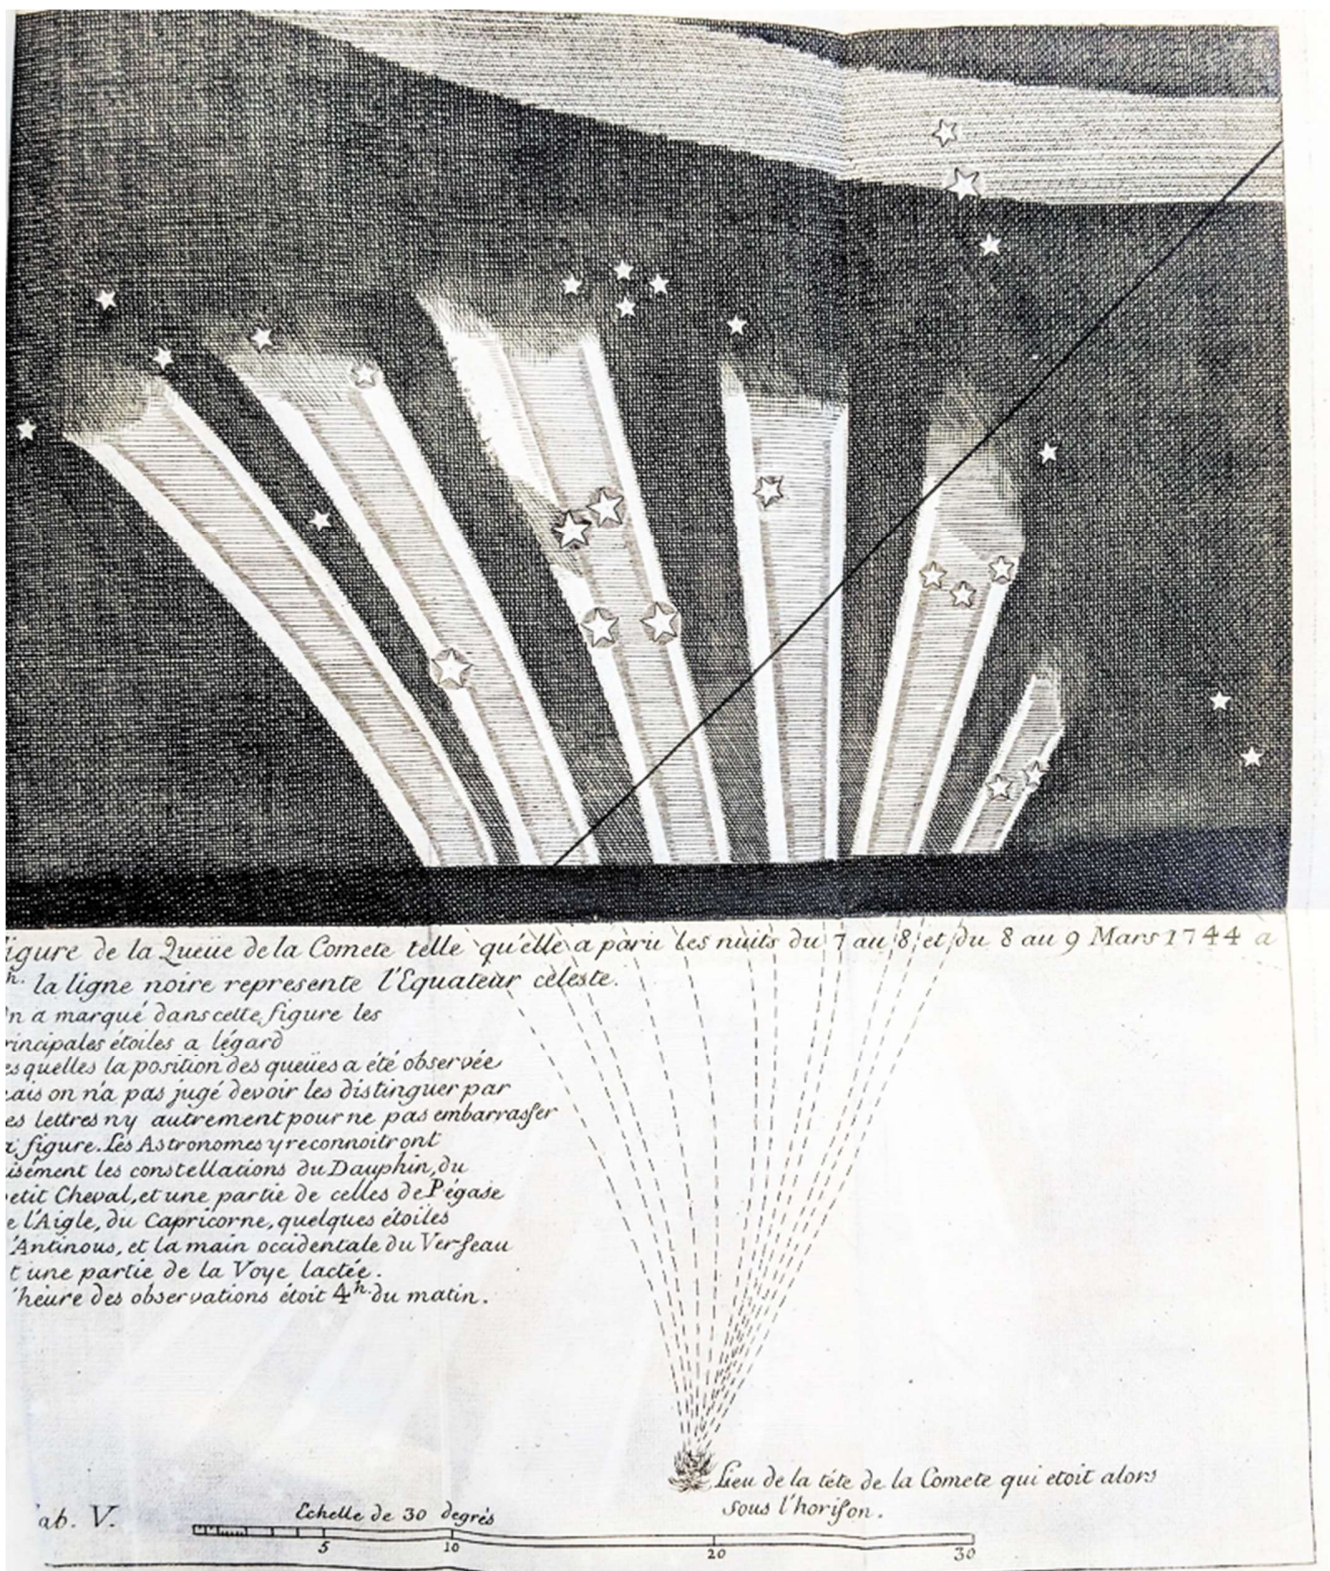 igure de la Queüe de la Comete telle qu'elle a paru les nuits du 7 au 8, et du 8 au 9 Mars 1744 a
h. la ligne noire represente l'Equateur celeste.
n a marqué dans cette figure les
rincipales étoiles a légard
esquelles la position des queües a été observée
ais on n'a pas jugé devoir les distinguer par
es lettres ny autrement pour ne pas embarrasser
a figure. Les Astronomes y reconnoitront
isément les constellations du Dauphin, du
etit Cheval, et une partie de celles de Pégase
e l'Aigle, du Capricorne, quelques étoiles
'Antinous, et la main occidentale du Verseau
t une partie de la Voye lactée.
'heure des observations étoit 4h. du matin.
Lieu de la téte de la Comete qui etoit alors
sous l'horison.
ab. V.
Echelle de 30 degrés
5 10 20 30